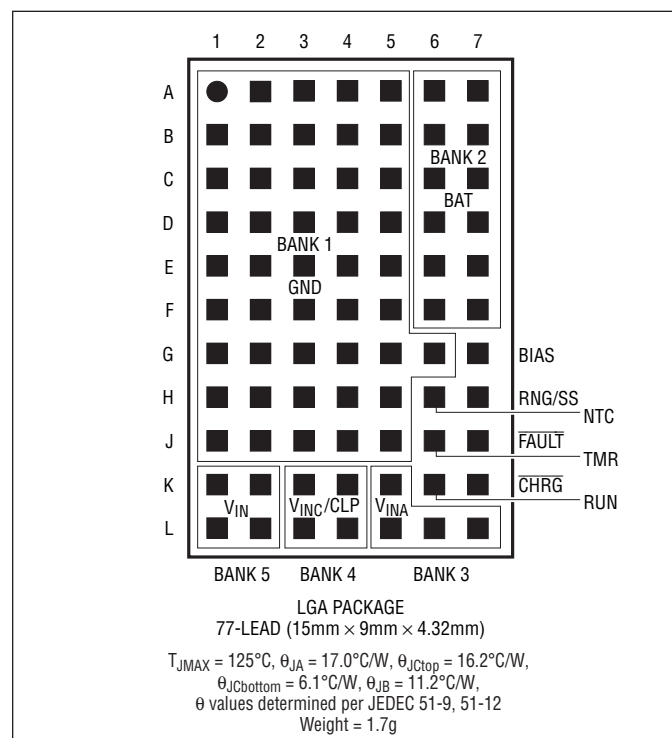 1 2 3 4 5 6 7
A
B
BANK 2
C
BAT
D
BANK 1
E
GND
F
G BIAS
H RNG/SS
NTC
J FAULT
TMR
K CHRG
VIN VINC/CLP VINA RUN
L
BANK 5 BANK 4 BANK 3
LGA PACKAGE
77-LEAD (15mm × 9mm × 4.32mm)
TJMAX = 125°C, θJA = 17.0°C/W, θJCtop = 16.2°C/W,
θJCbottom = 6.1°C/W, θJB = 11.2°C/W,
θ values determined per JEDEC 51-9, 51-12
Weight = 1.7g